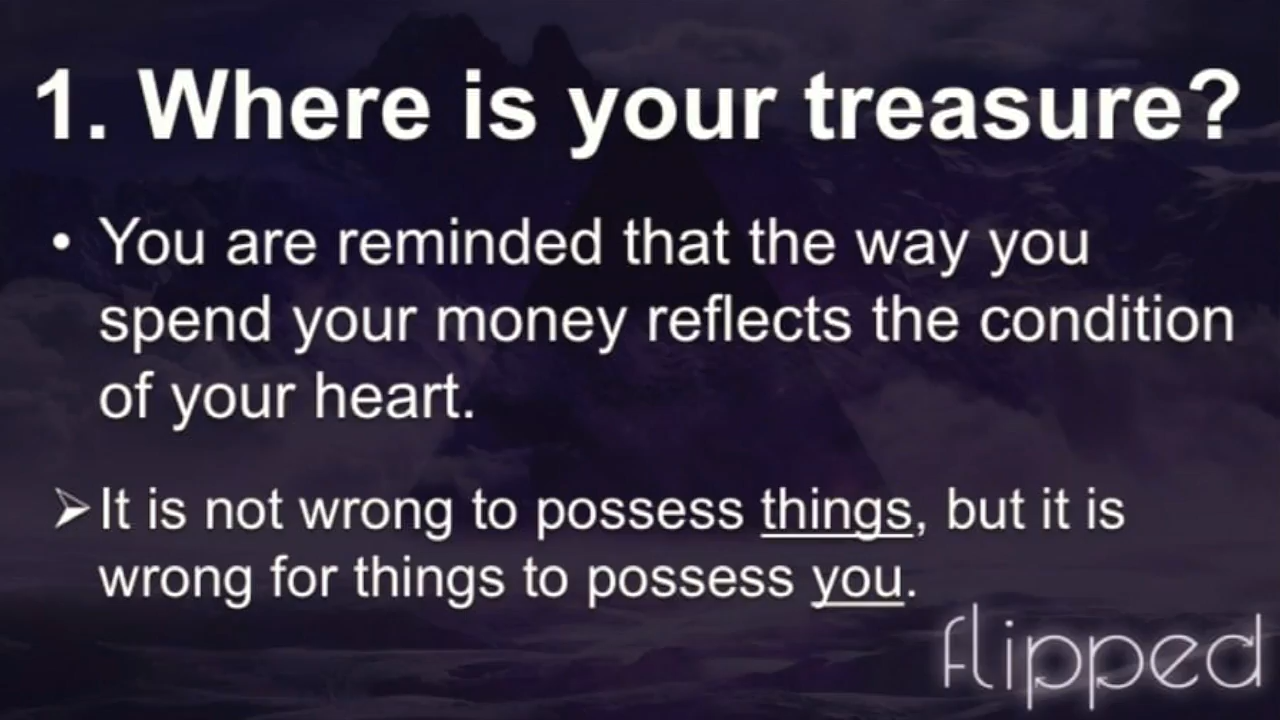 1. Where is your treasure?
• You are reminded that the way you
spend your money reflects the condition
of your heart.
➢ It is not wrong to possess things, but it is
wrong for things to possess you.
flipped